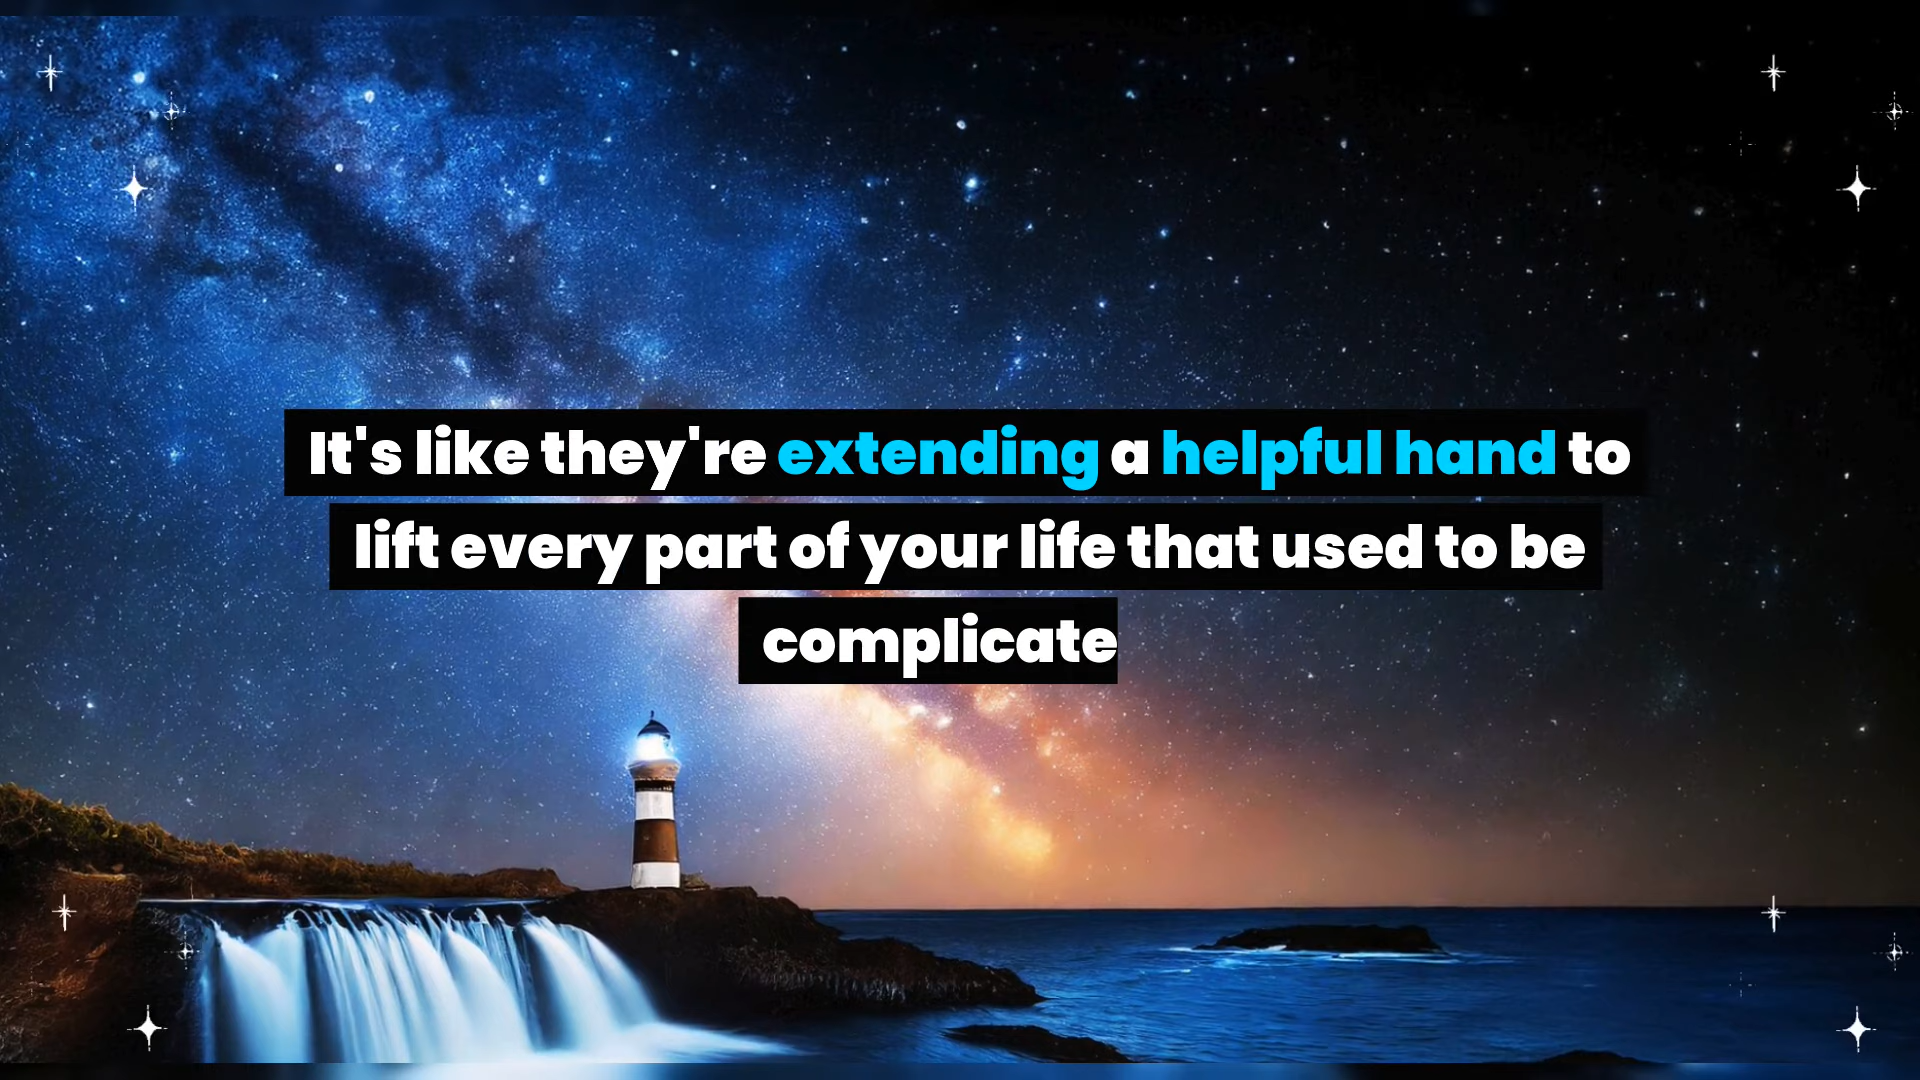 It's like they're extending a helpful hand to
lift every part of your life that used to be
complicate